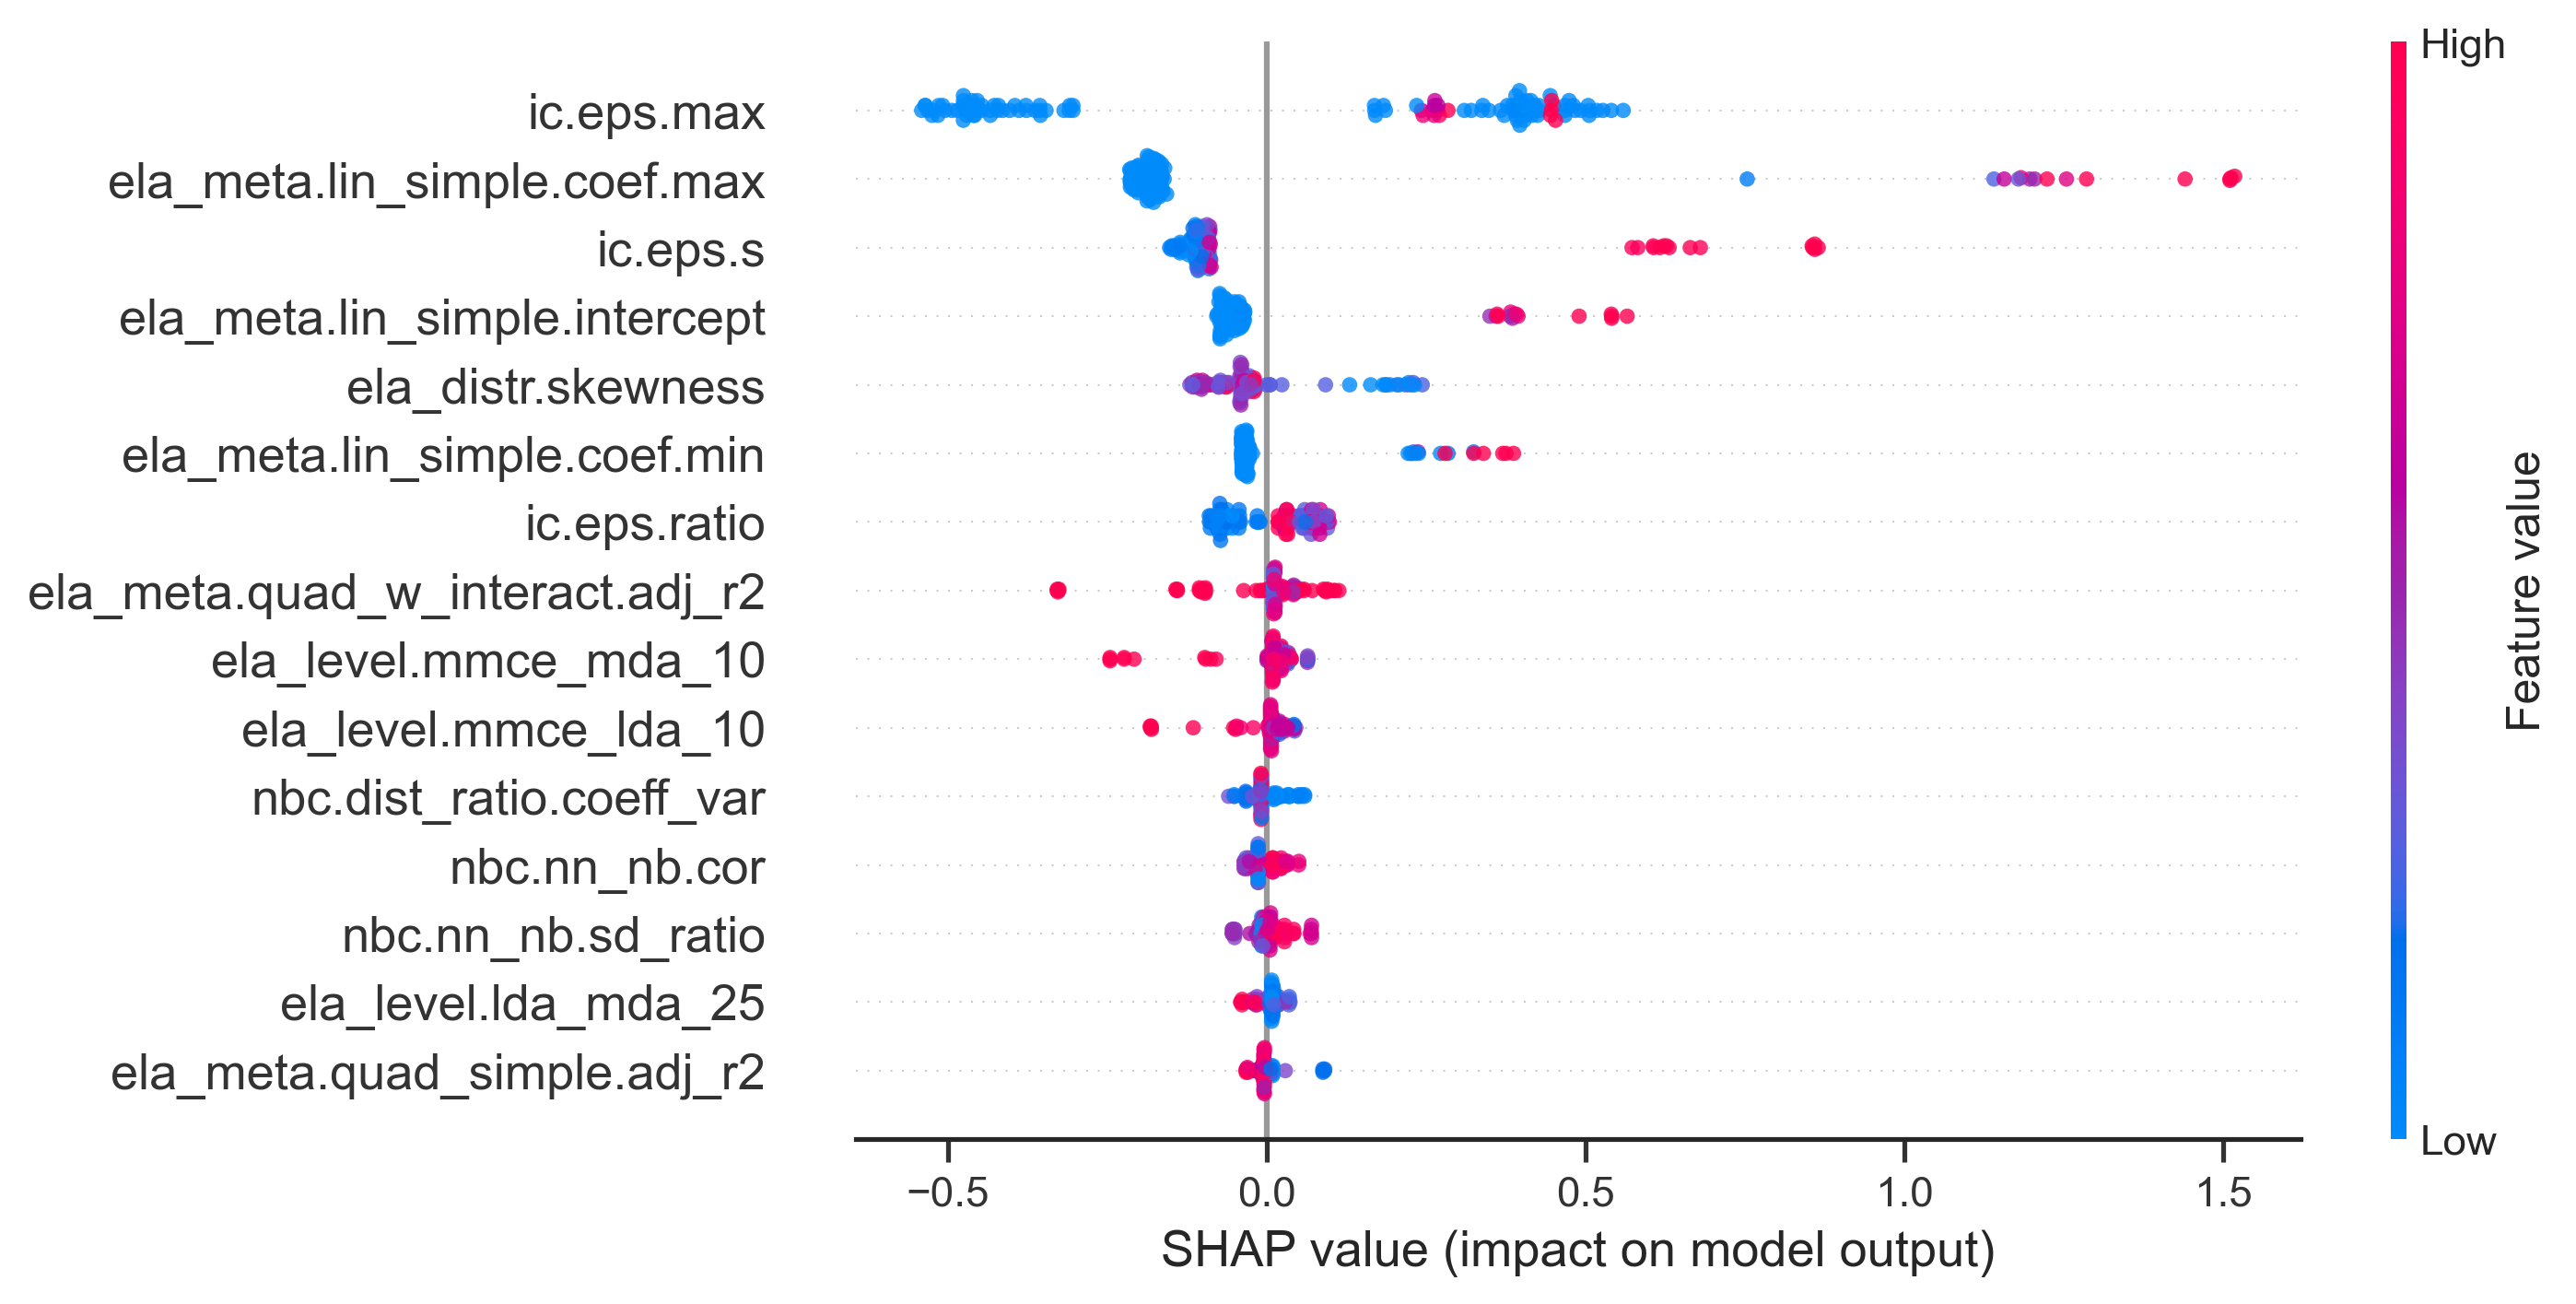 High
ic.eps.max
ela_meta.lin_simple.coef.max
ic.eps.s
ela_meta.lin_simple.intercept
ela_distr.skewness
ela_meta.lin_simple.coef.min
ic.eps.ratio
ela_meta.quad_w_interact.adj_r2
ela_level.mmce_mda_10
ela_level.mmce_lda_10
nbc.dist_ratio.coeff_var
nbc.nn_nb.cor
nbc.nn_nb.sd_ratio
ela_level.lda_mda_25
ela_meta.quad_simple.adj_r2
Feature value
Low
−0.5 0.0 0.5 1.0 1.5
SHAP value (impact on model output)